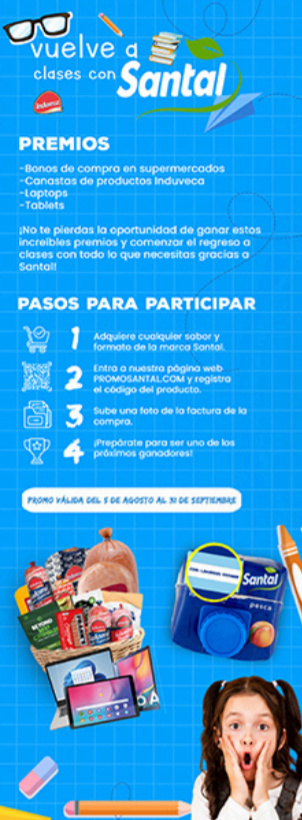 vuelve a
clases con Santal
Induveca
PREMIOS
-Bonos de compra en supermercados
-Canastas de productos Induveca
-Laptops
-Tablets
¡No te pierdas la oportunidad de ganar estos
increíbles premios y comenzar el regreso a
clases con todo lo que necesitas gracias a
Santal!
PASOS PARA PARTICIPAR
1 Adquiere cualquier sabor y
formato de la marca Santal.
2 Entra a nuestra página web
PROMOSANTAL.COM y registra
el código del producto.
3 Sube una foto de la factura de la
compra.
4 ¡Prepárate para ser uno de los
próximos ganadores!
PROMO VÁLIDA DEL 5 DE AGOSTO AL 30 DE SEPTIEMBRE
Santal
pesca